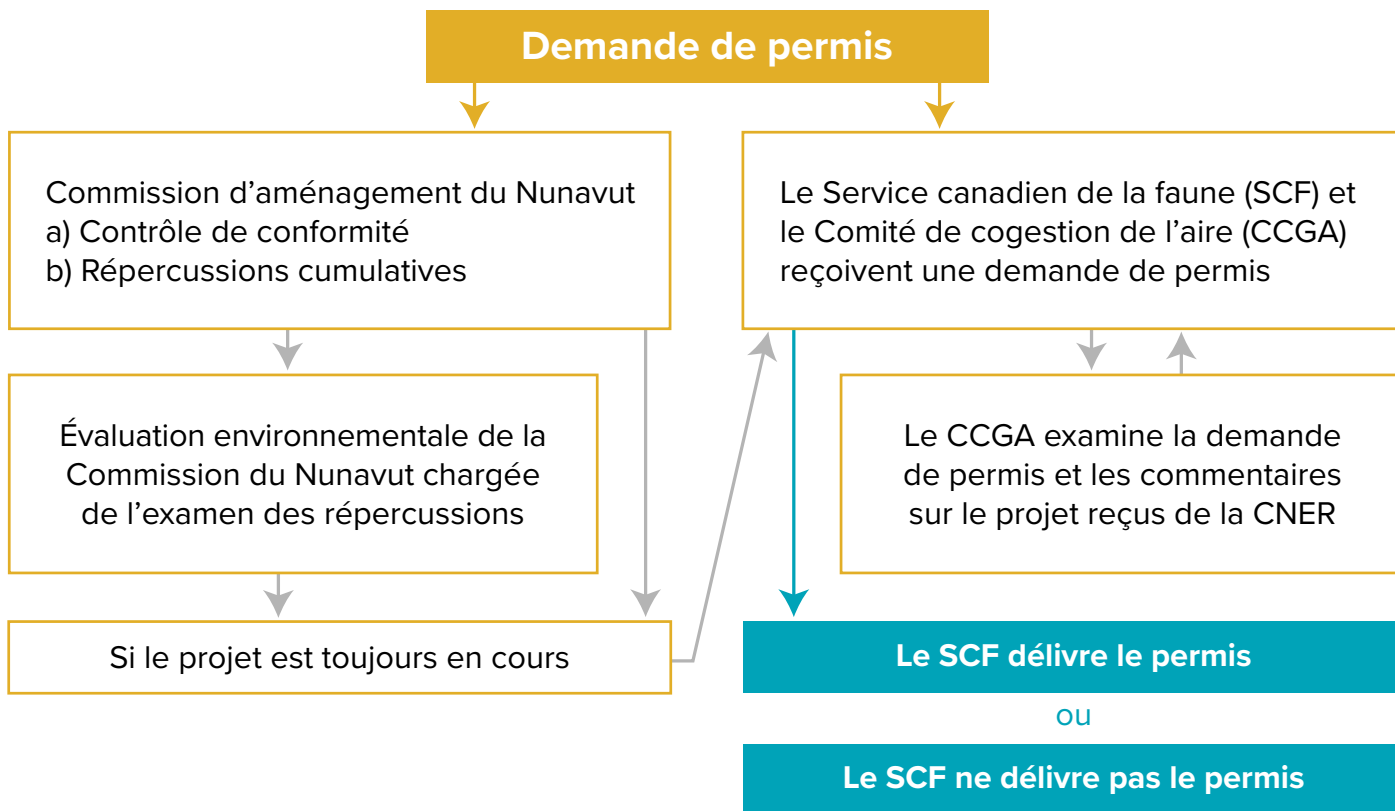 Demande de permis
Commission d’aménagement du Nunavut
a) Contrôle de conformité
b) Répercussions cumulatives
Le Service canadien de la faune (SCF) et
le Comité de cogestion de l’aire (CCGA)
reçoivent une demande de permis
Évaluation environnementale de la
Commission du Nunavut chargée
de l’examen des répercussions
Le CCGA examine la demande
de permis et les commentaires
sur le projet reçus de la CNER
Si le projet est toujours en cours
Le SCF délivre le permis
ou
Le SCF ne délivre pas le permis